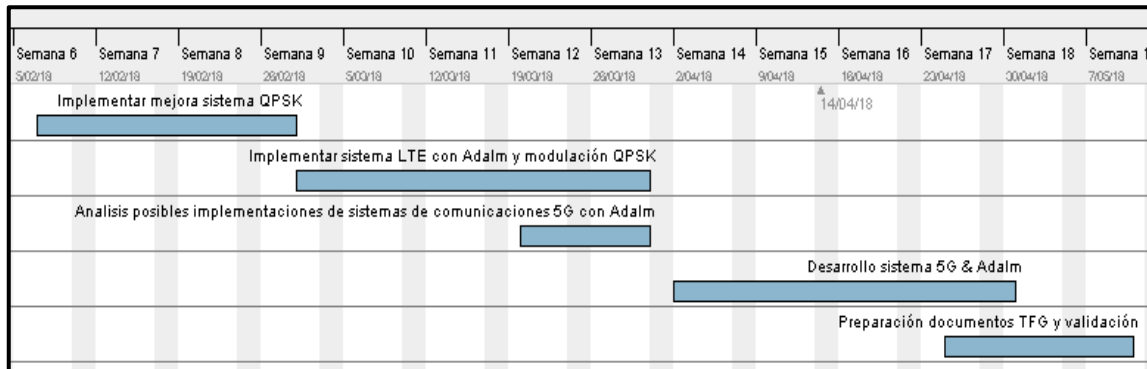 Semana 6 Semana 7 Semana 8 Semana 9 Semana 10 Semana 11 Semana 12 Semana 13 Semana 14 Semana 15 Semana 16 Semana 17 Semana 18 Semana 1
5/02/18 12/02/18 19/02/18 26/02/18 5/03/18 12/03/18 19/03/18 26/03/18 2/04/18 9/04/18 16/04/18 23/04/18 30/04/18 7/05/18
14/04/18
Implementar mejora sistema QPSK
Implementar sistema LTE con Adalm y modulación QPSK
Analisis posibles implementaciones de sistemas de comunicaciones 5G con Adalm
Desarrollo sistema 5G & Adalm
Preparación documentos TFG y validación